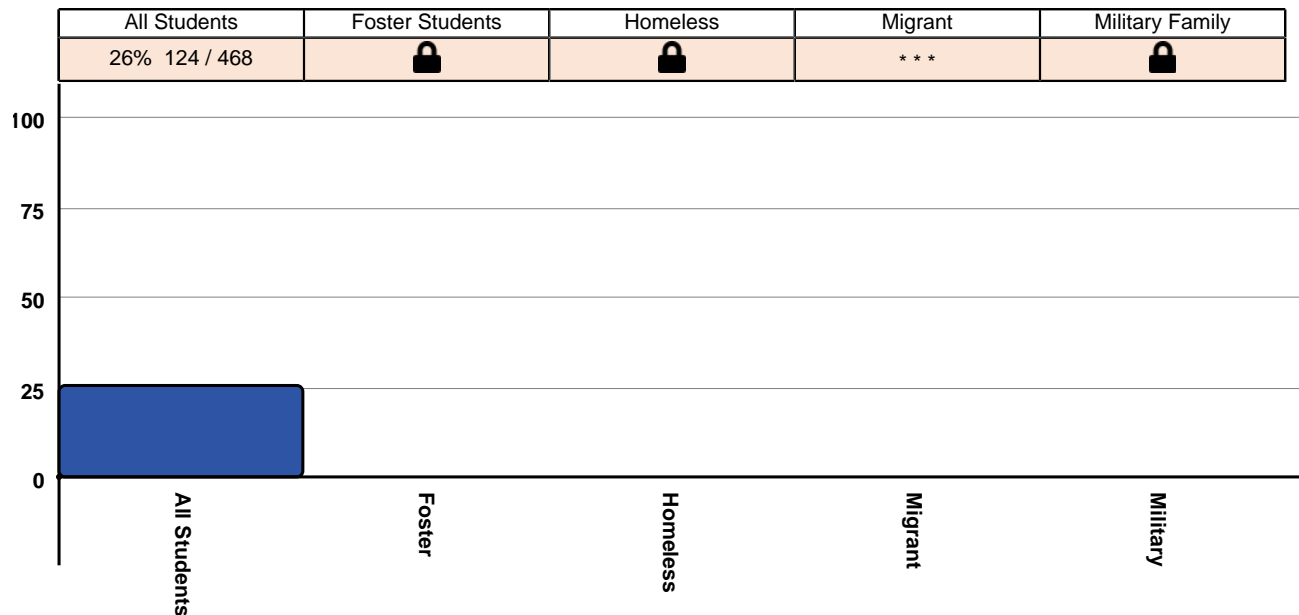 All Students Foster Students Homeless Migrant Military Family
26% 124 / 468 * * *
100
75
50
25
0
All Students Foster Homeless Migrant Military